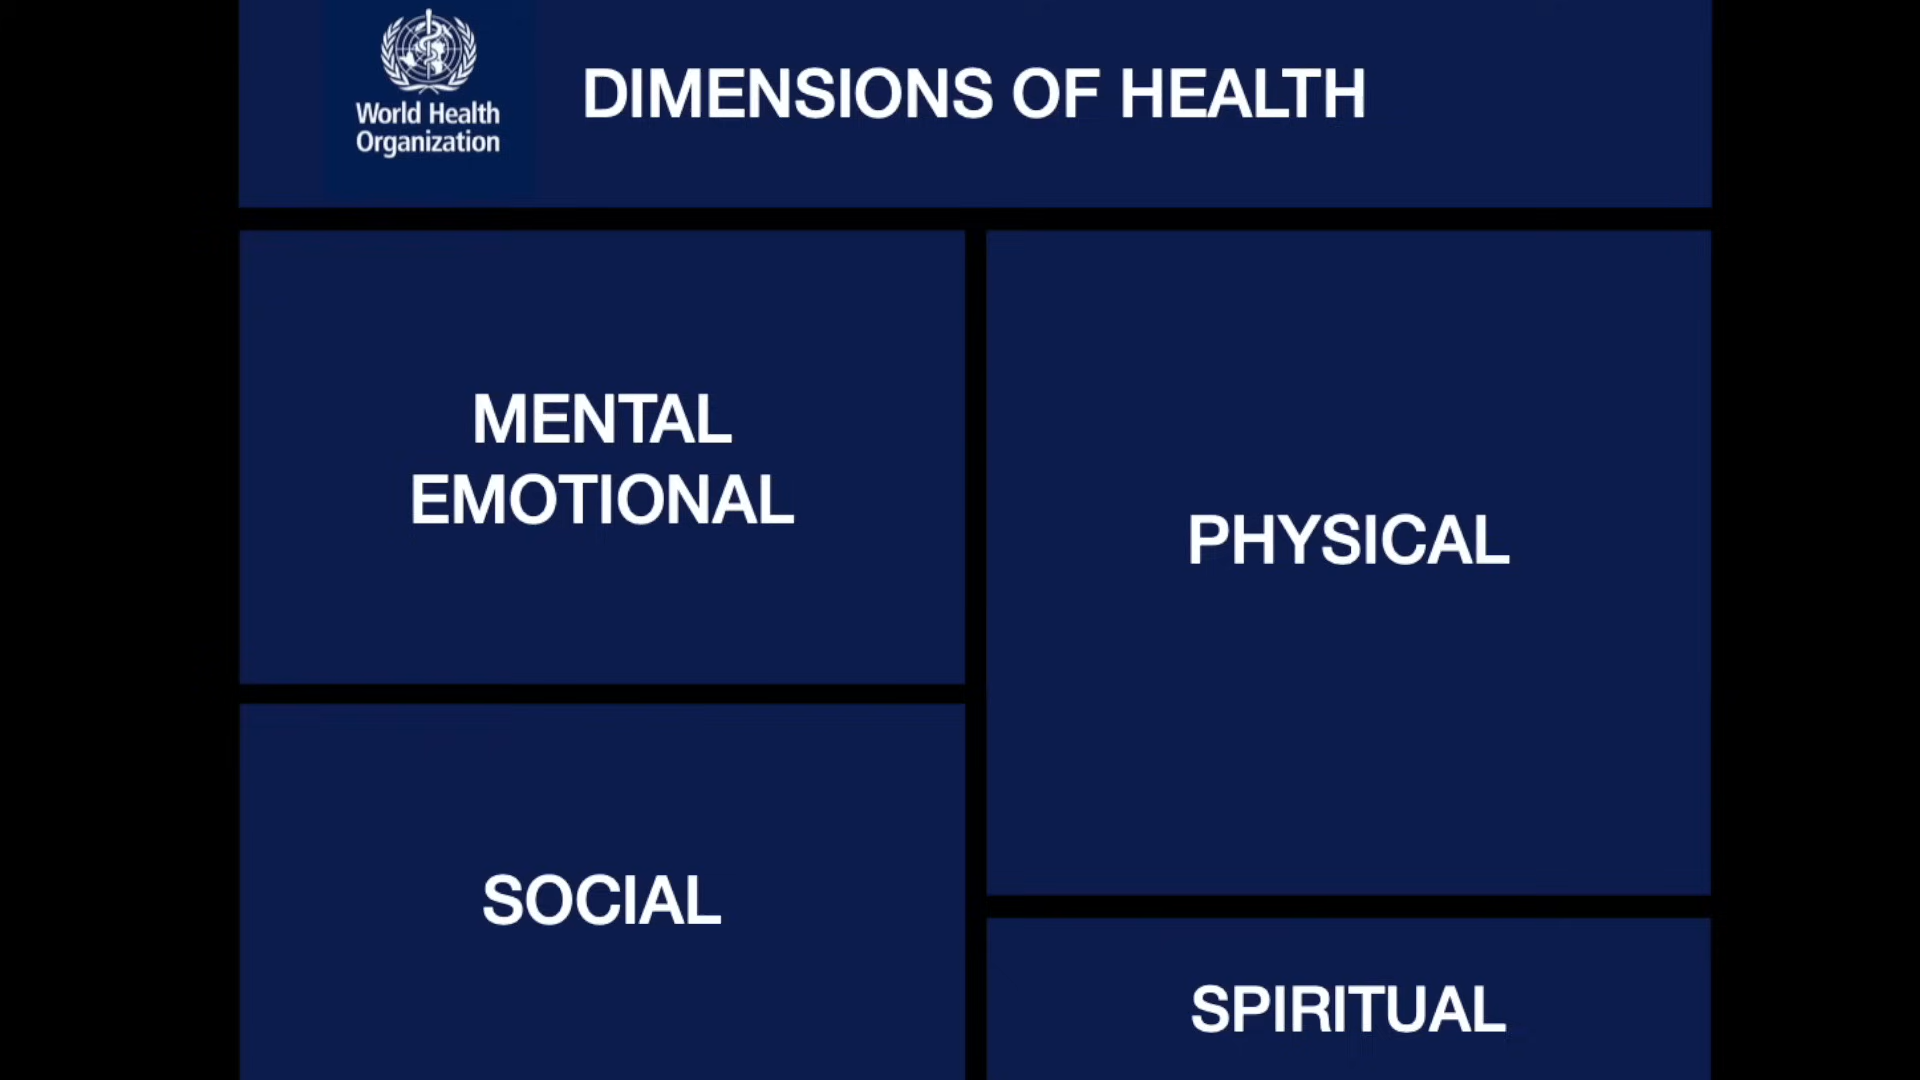 World Health
Organization
DIMENSIONS OF HEALTH
MENTAL
EMOTIONAL
PHYSICAL
SOCIAL
SPIRITUAL